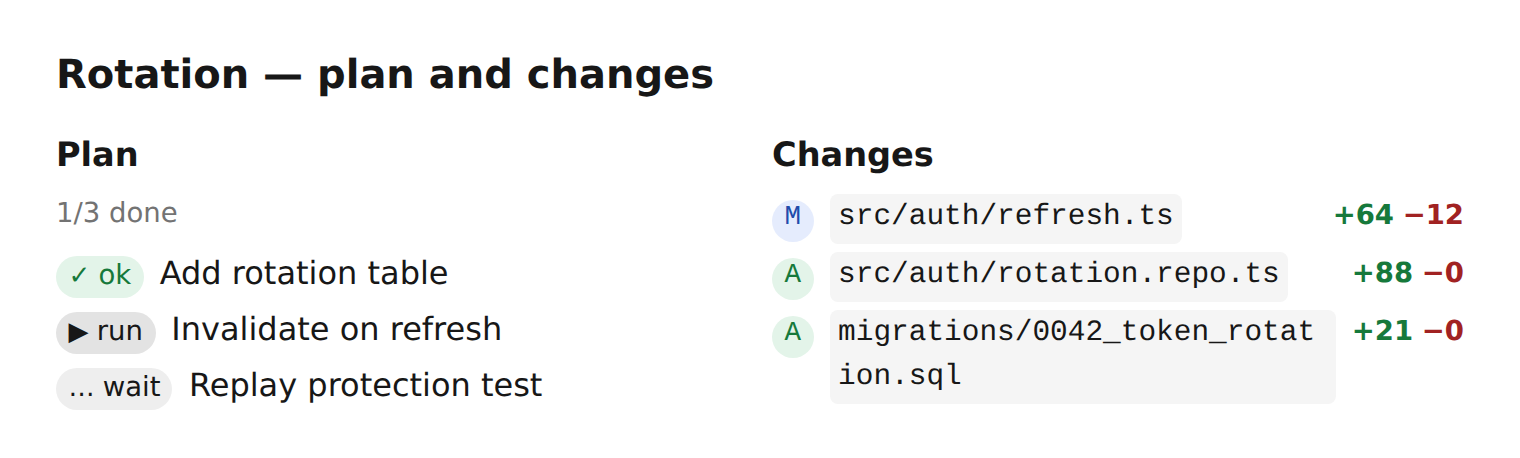 Rotation — plan and changes
Plan
1/3 done
✓ ok Add rotation table
▶ run Invalidate on refresh
… wait Replay protection test
Changes
M src/auth/refresh.ts +64 −12
A src/auth/rotation.repo.ts +88 −0
A migrations/0042_token_rotat +21 −0
ion.sql